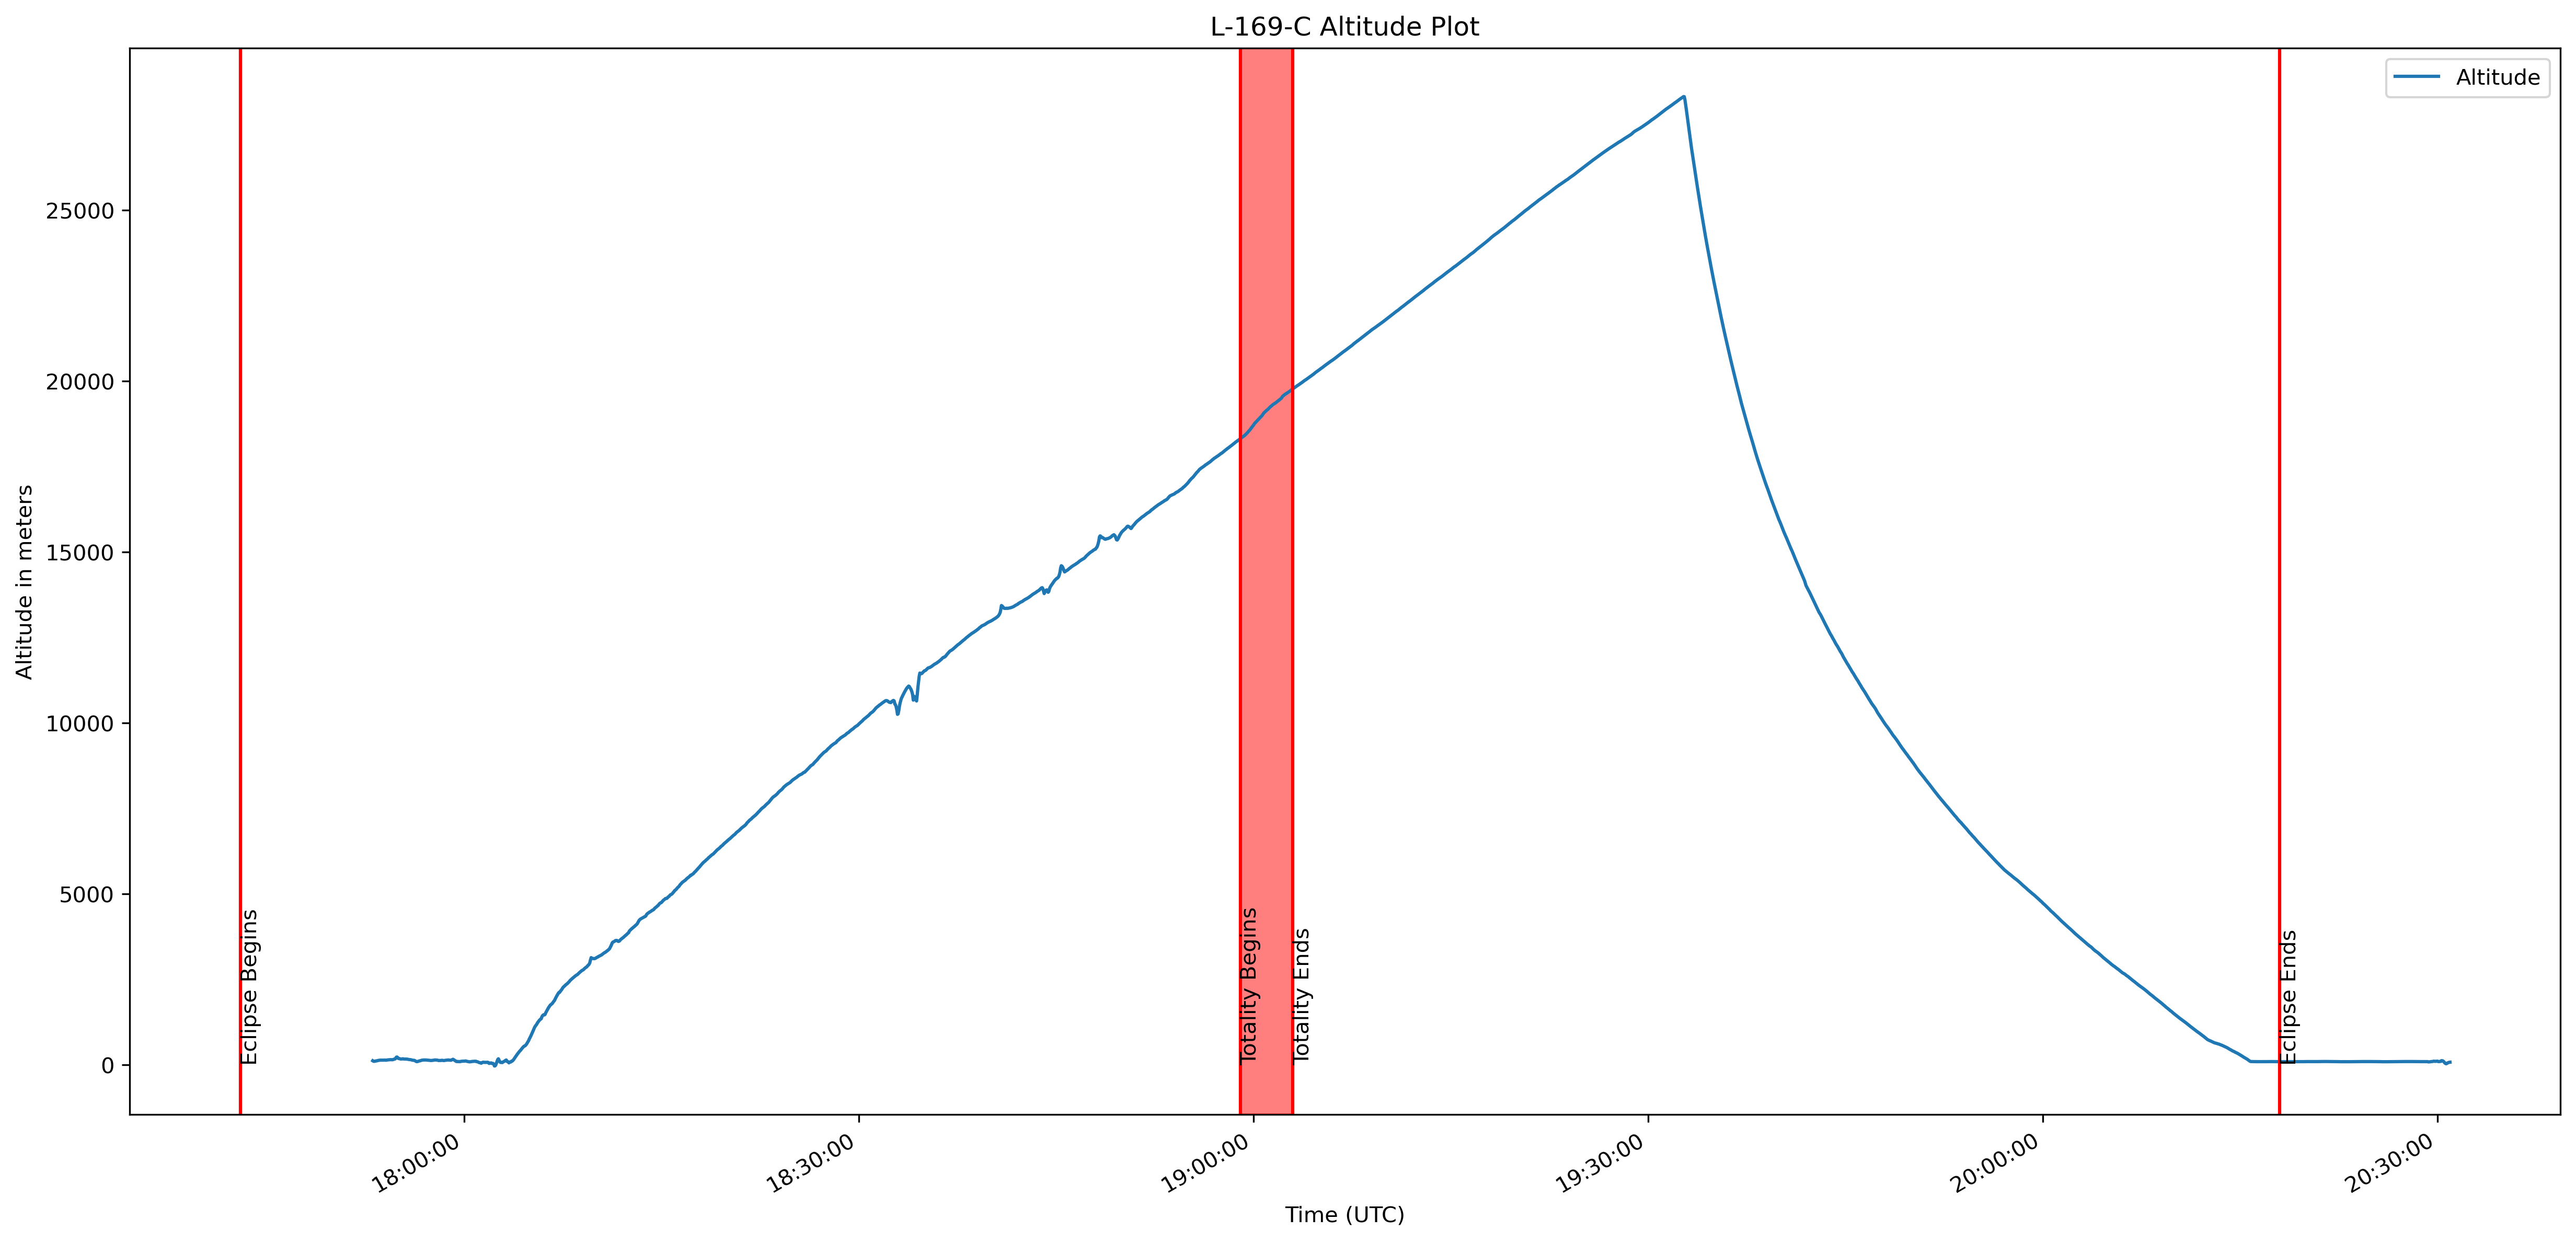 L-169-C Altitude Plot
Altitude
Altitude in meters
25000
20000
15000
10000
5000
0
Eclipse Begins
Totality Begins
Totality Ends
Eclipse Ends
18:00:00
18:30:00
19:00:00
19:30:00
20:00:00
20:30:00
Time (UTC)